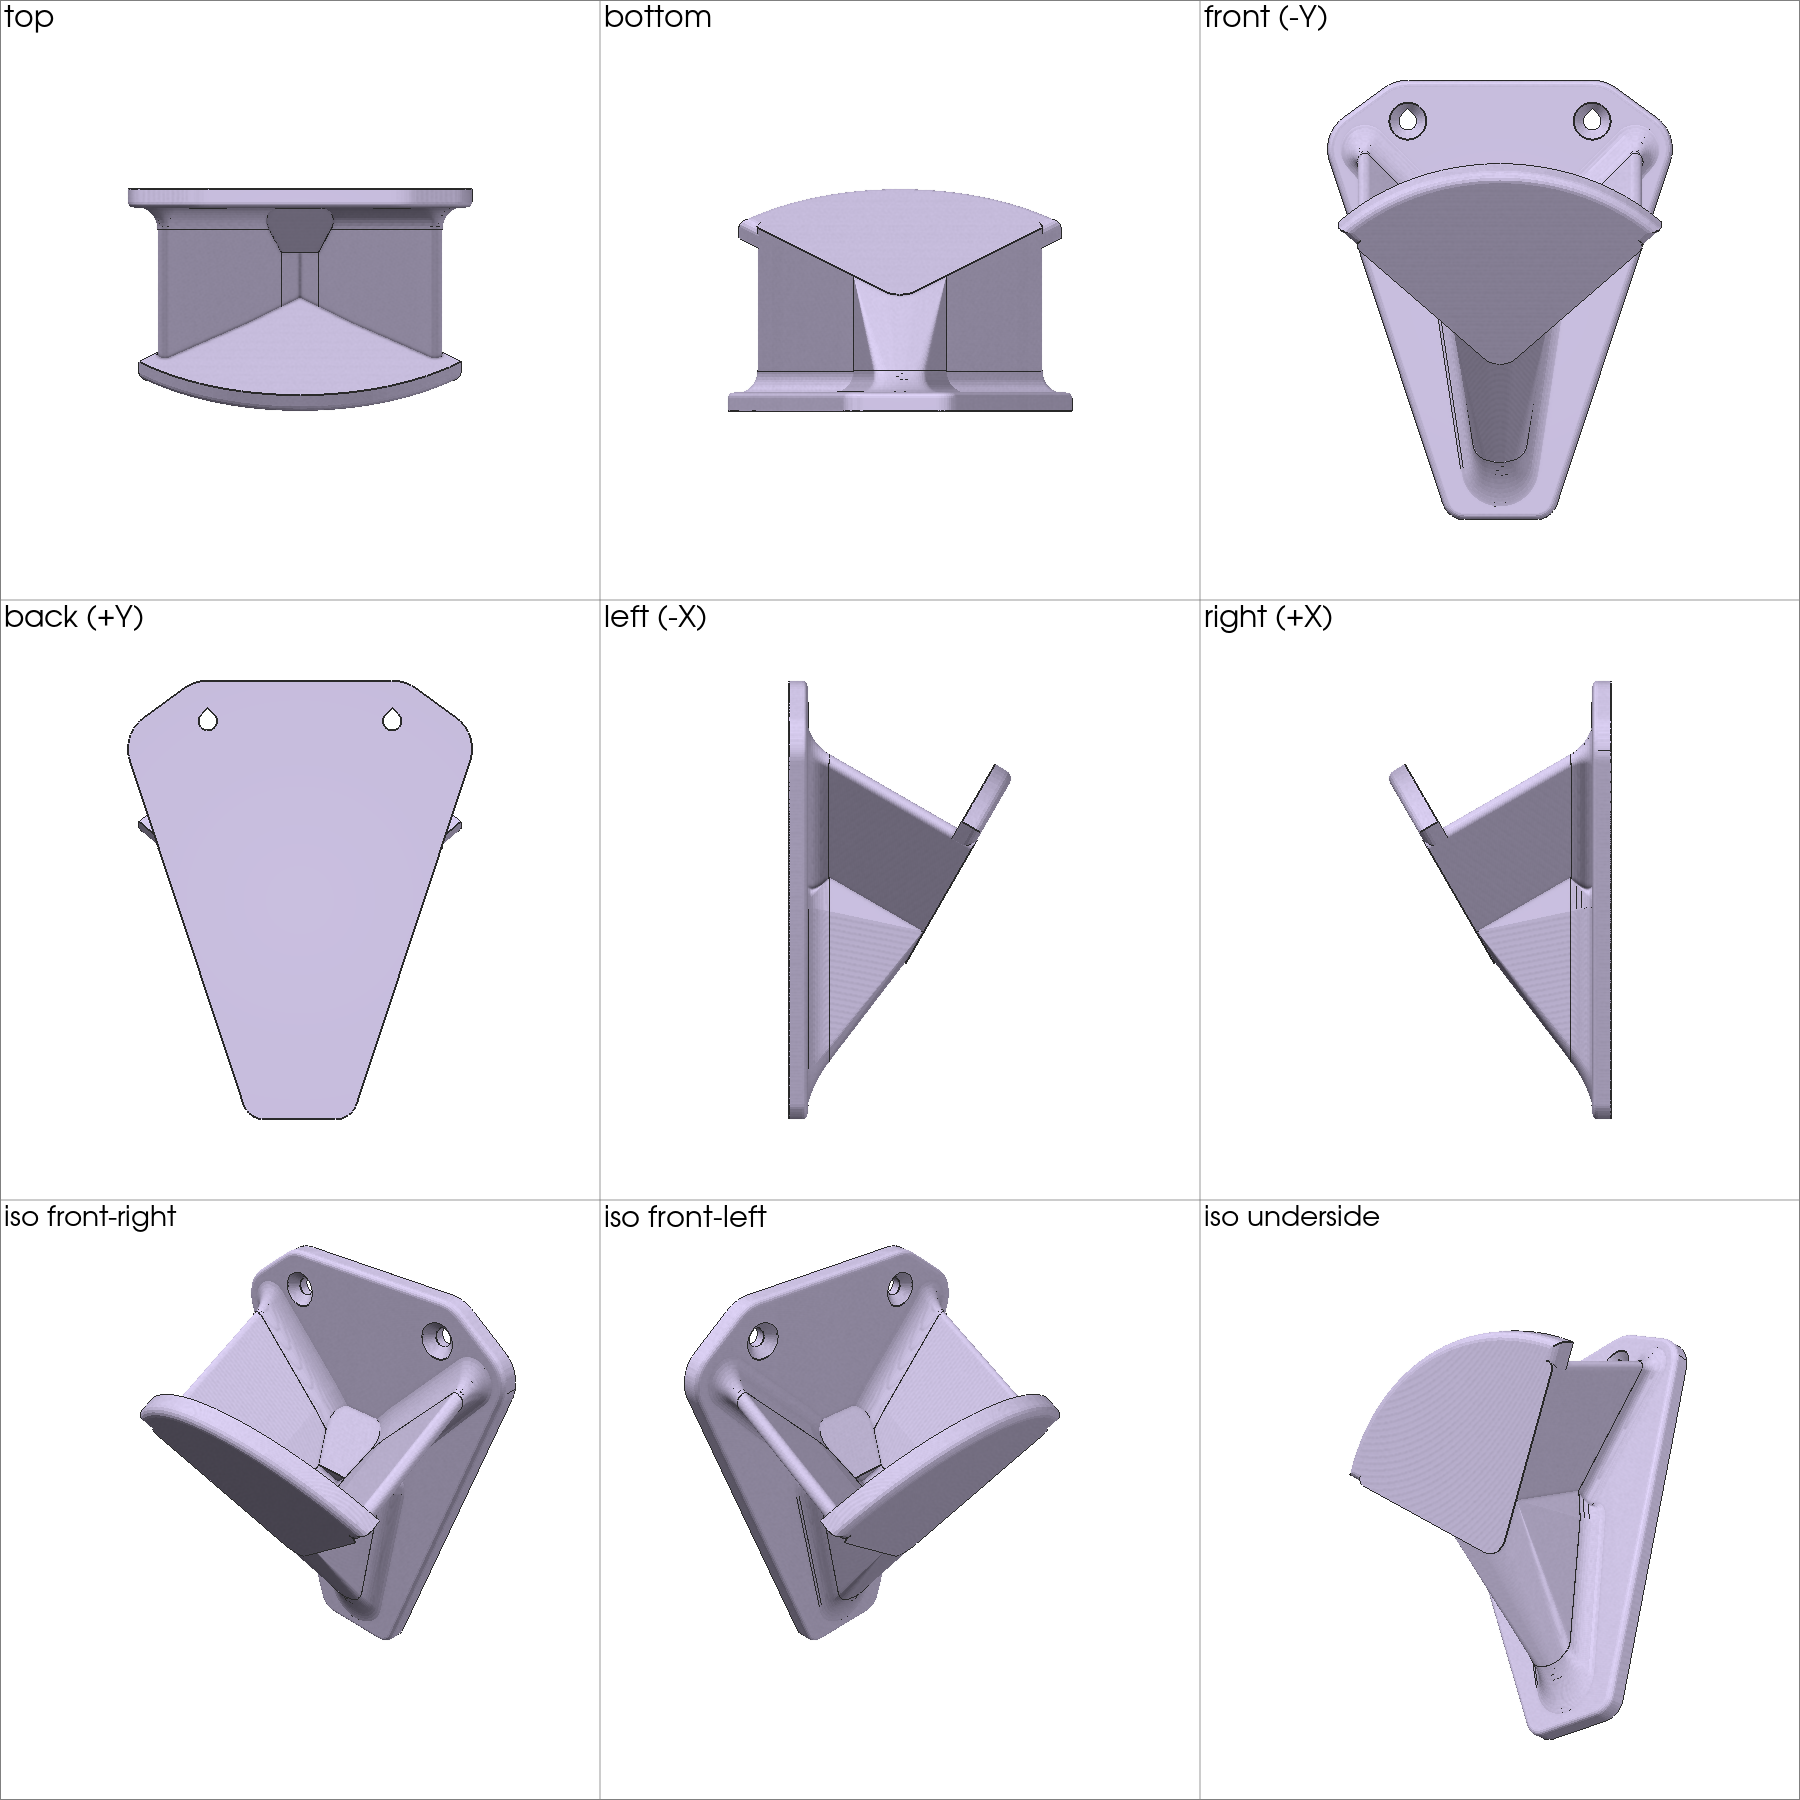 top
bottom
front (-Y)
back (+Y)
left (-X)
right (+X)
iso front-right
iso front-left
iso underside